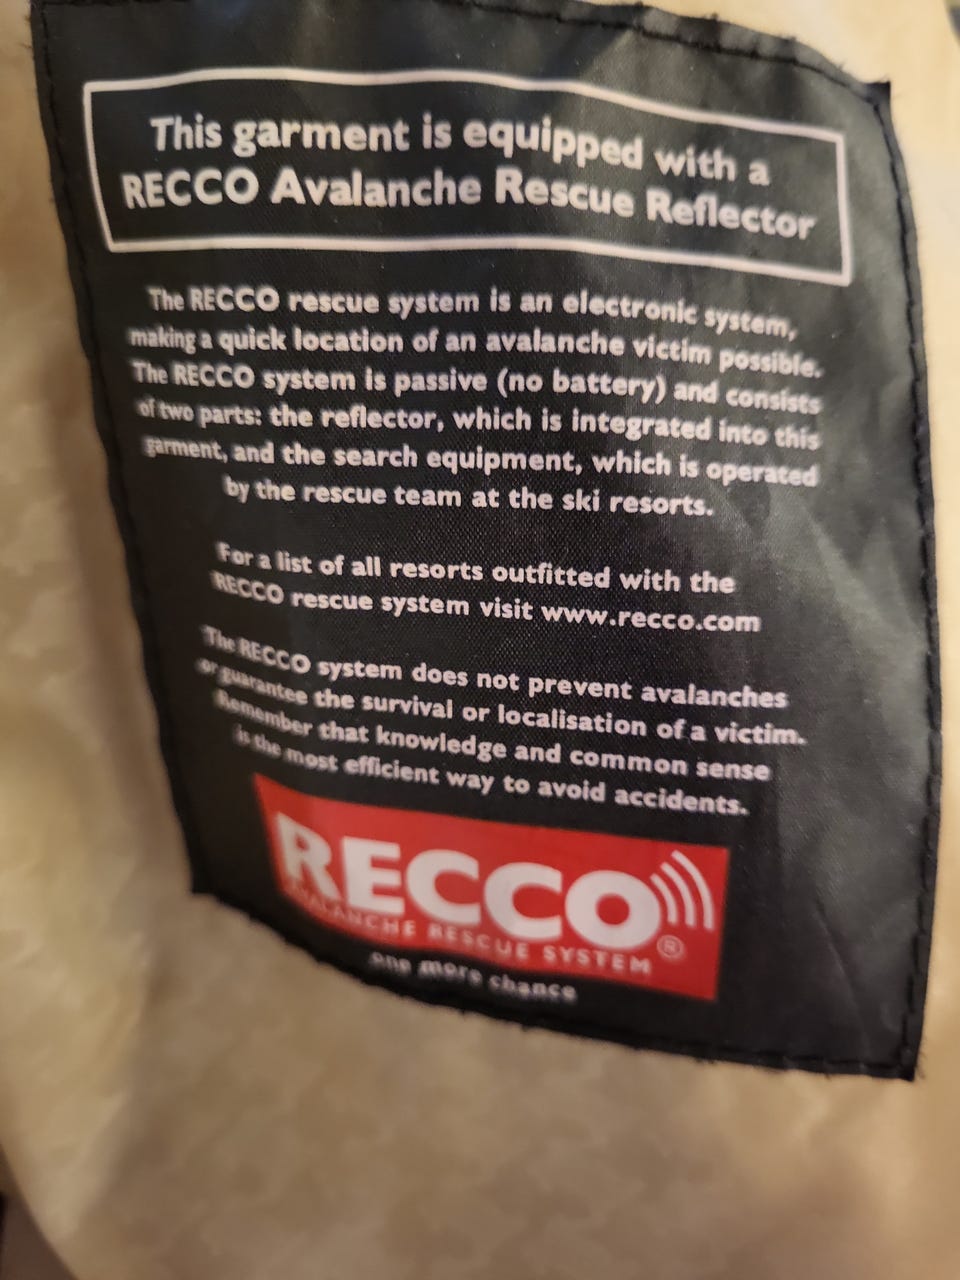 This garment is equipped with a
RECCO Avalanche Rescue Reflector
The RECCO rescue system is an electronic system,
making a quick location of an avalanche victim possible.
The RECCO system is passive (no battery) and consists
of two parts: the reflector, which is integrated into this
garment, and the search equipment, which is operated
by the rescue team at the ski resorts.
For a list of all resorts outfitted with the
RECCO rescue system visit www.recco.com
The RECCO system does not prevent avalanches
or guarantee the survival or localisation of a victim.
Remember that knowledge and common sense
is the most efficient way to avoid accidents.
RECCO
AVALANCHE RESCUE SYSTEM ®
one more chance